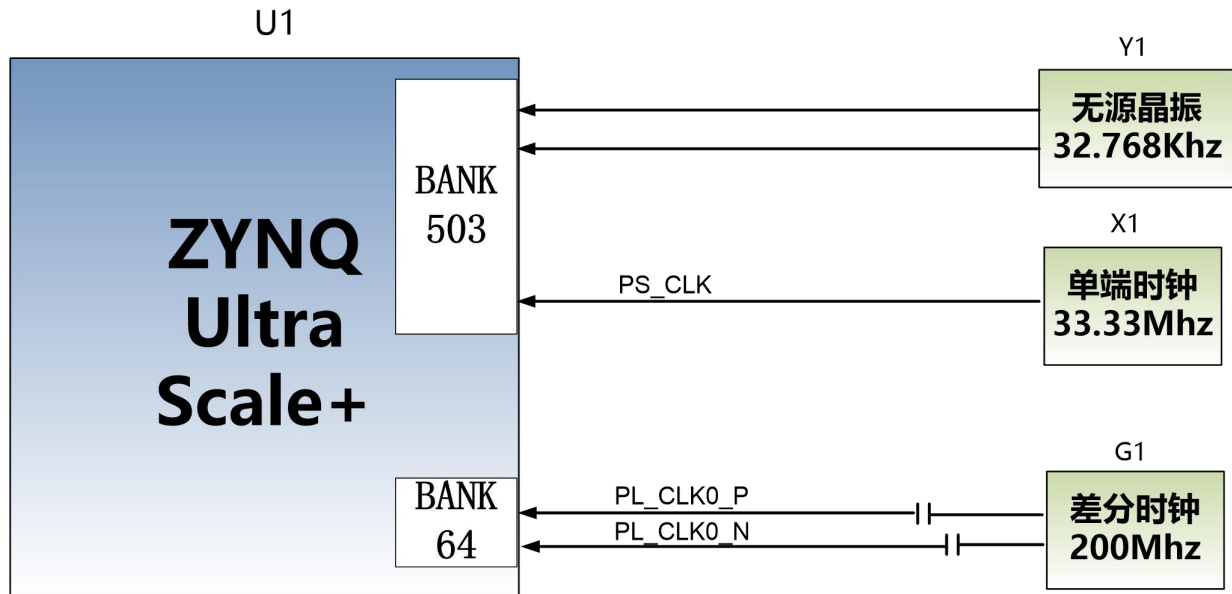 U1
Y1
无源晶振
32.768Khz
BANK
503
ZYNQ
Ultra
Scale+
X1
PS_CLK
单端时钟
33.33Mhz
G1
BANK
64
PL_CLK0_P
PL_CLK0_N
差分时钟
200Mhz